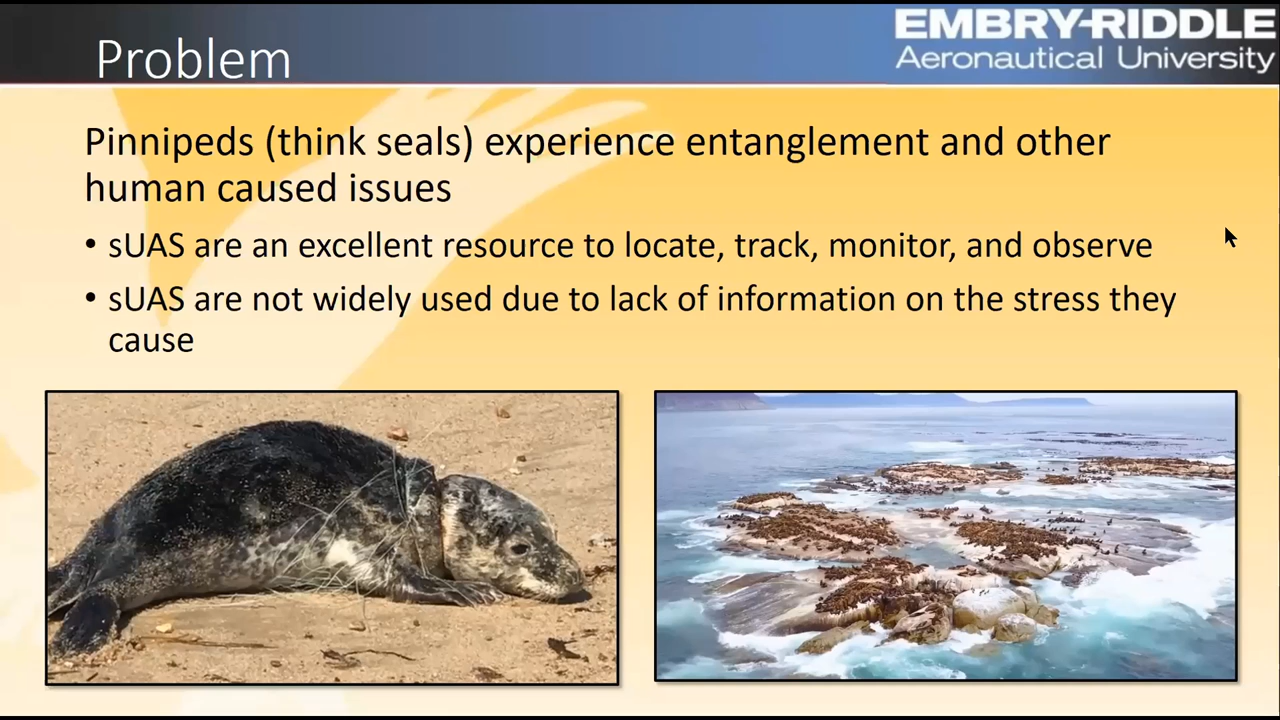 Problem
EMBRY-RIDDLE
Aeronautical University
Pinnipeds (think seals) experience entanglement and other
human caused issues
• sUAS are an excellent resource to locate, track, monitor, and observe
• sUAS are not widely used due to lack of information on the stress they
cause